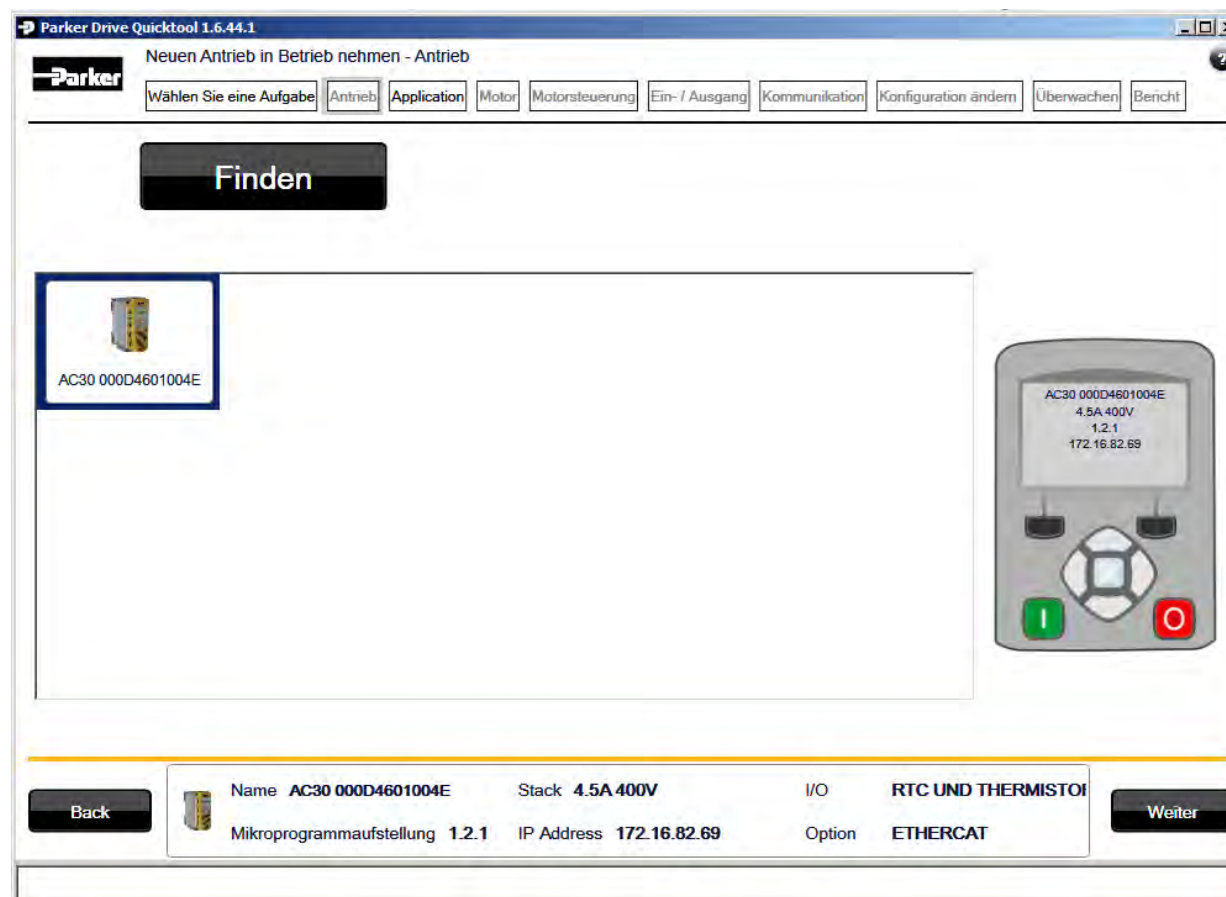 Parker Drive Quicktool 1.6.44.1
Neuen Antrieb in Betrieb nehmen - Antrieb
?
Parker
Wählen Sie eine Aufgabe Antrieb Application Motor Motorsteuerung Ein- / Ausgang Kommunikation Konfiguration ändern Überwachen Bericht
Finden
AC30 000D4601004E
AC30 000D4601004E
4.5A 400V
1.2.1
172.16.82.69
I O
Name AC30 000D4601004E Stack 4.5A 400V I/O RTC UND THERMISTOR
Back Weiter
Mikroprogrammaufstellung 1.2.1 IP Address 172.16.82.69 Option ETHERCAT